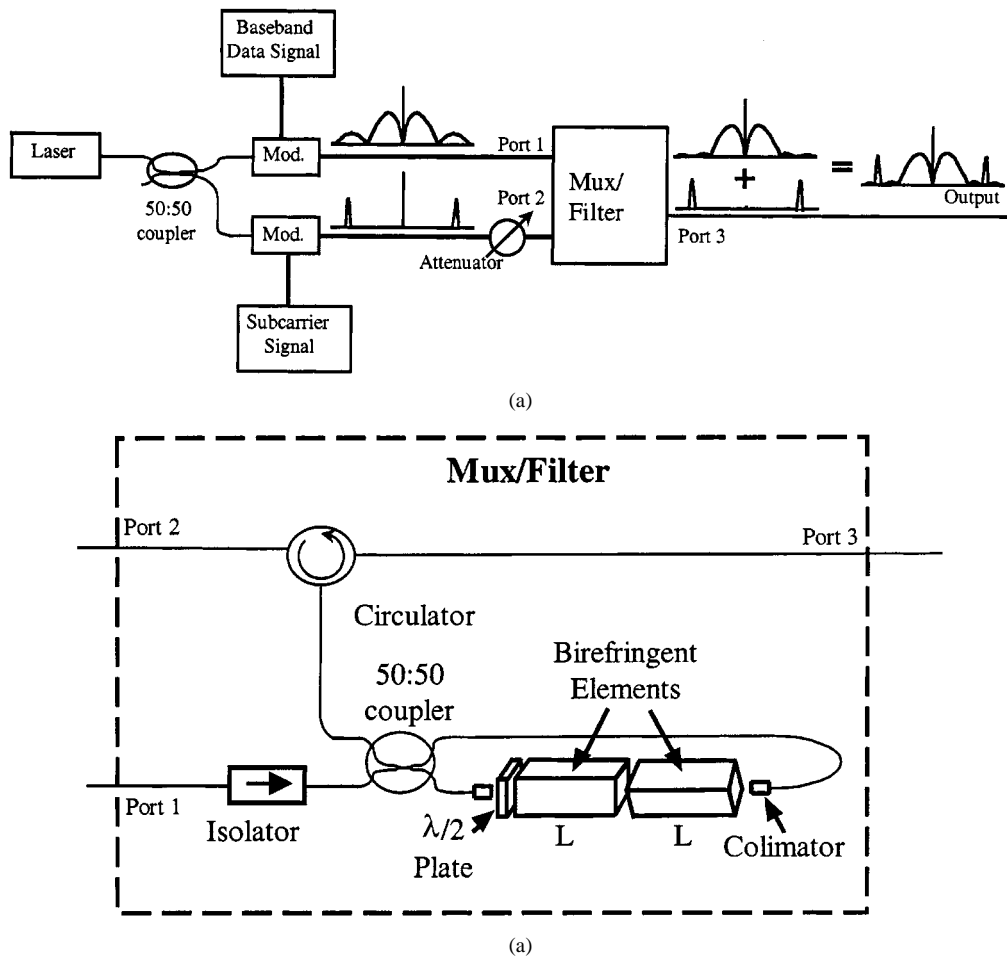 Baseband
Data Signal
Laser
Mod.
Port 1
50:50
coupler
Mod.
Port 2
Attenuator
Mux/
Filter
+
=
Output
Port 3
Subcarrier
Signal
(a)
Mux/Filter
Port 2
Port 3
Circulator
50:50
coupler
Birefringent
Elements
Port 1
Isolator
λ/2
Plate
L
L
Colimator
(a)